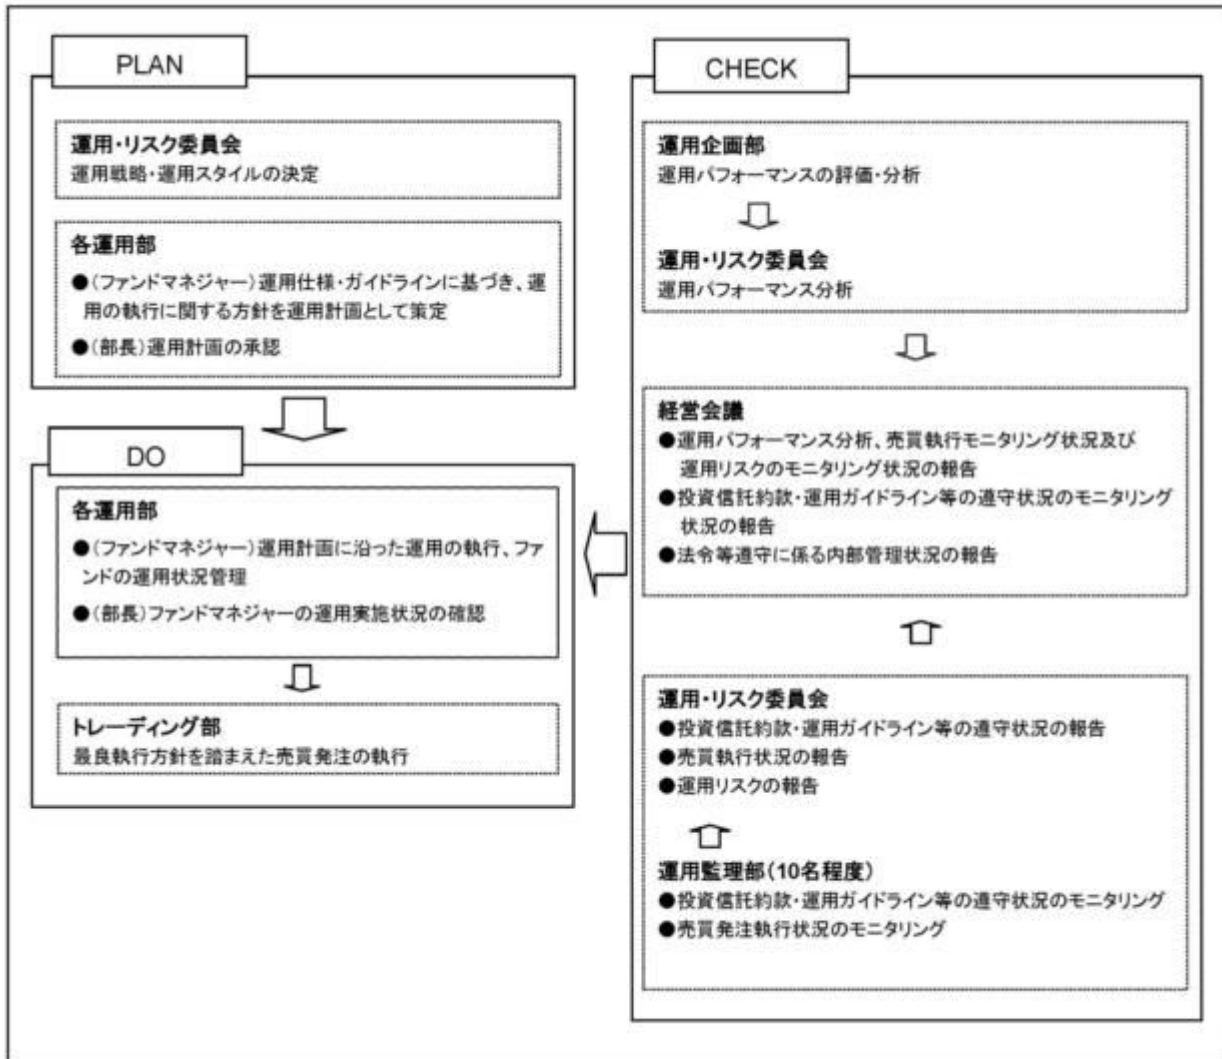 PLAN
運用・リスク委員会
運用戦略・運用スタイルの決定
各運用部
●(ファンドマネジャー)運用仕様・ガイドラインに基づき、運
用の執行に関する方針を運用計画として策定
●(部長)運用計画の承認
DO
各運用部
●(ファンドマネジャー)運用計画に沿った運用の執行、ファ
ンドの運用状況管理
●(部長)ファンドマネジャーの運用実施状況の確認
トレーディング部
最良執行方針を踏まえた売買発注の執行
CHECK
運用企画部
運用パフォーマンスの評価・分析
運用・リスク委員会
運用パフォーマンス分析
経営会議
●運用パフォーマンス分析、売買執行モニタリング状況及び
運用リスクのモニタリング状況の報告
●投資信託約款・運用ガイドライン等の遵守状況のモニタリング
状況の報告
●法令等遵守に係る内部管理状況の報告
運用・リスク委員会
●投資信託約款・運用ガイドライン等の遵守状況の報告
●売買執行状況の報告
●運用リスクの報告
運用監理部(10名程度)
●投資信託約款・運用ガイドライン等の遵守状況のモニタリング
●売買発注執行状況のモニタリング